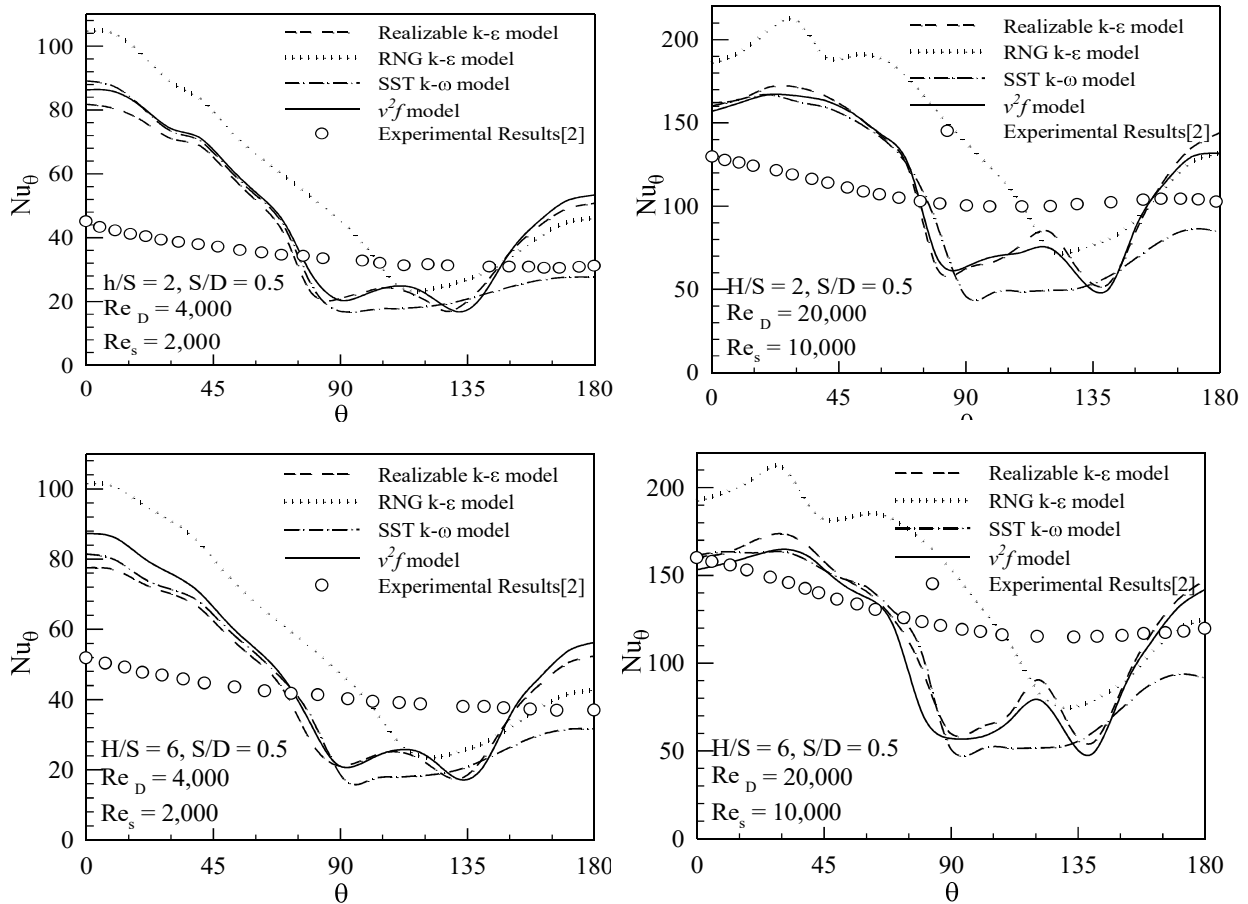 100
80
60
40
20
0
Nuθ
Realizable k-ε model
RNG k-ε model
SST k-ω model
v²f model
Experimental Results[2]
h/S = 2, S/D = 0.5
Re D = 4,000
Res = 2,000
0 45 90 135 180
θ
200
150
100
50
0
Nuθ
Realizable k-ε model
RNG k-ε model
SST k-ω model
v²f model
Experimental Results[2]
H/S = 2, S/D = 0.5
Re D = 20,000
Res = 10,000
0 45 90 135 180
100
80
60
40
20
0
Nuθ
Realizable k-ε model
RNG k-ε model
SST k-ω model
v²f model
Experimental Results[2]
H/S = 6, S/D = 0.5
Re D = 4,000
Res = 2,000
0 45 90 135 180
θ
200
150
100
50
0
Nuθ
Realizable k-ε model
RNG k-ε model
SST k-ω model
v²f model
Experimental Results[2]
H/S = 6, S/D = 0.5
Re D = 20,000
Res = 10,000
0 45 90 135 180
θ